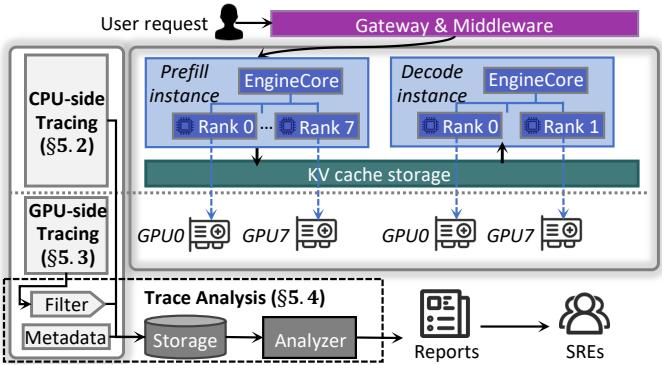 User request
Gateway & Middleware
CPU-side
Tracing
(§5.2)
Prefill
instance
EngineCore
Rank 0
...
Rank 7
Decode
instance
EngineCore
Rank 0
Rank 1
KV cache storage
GPU-side
Tracing
(§5.3)
GPU0
GPU7
GPU0
GPU7
Filter
Trace Analysis (§5.4)
Metadata
Storage
Analyzer
Reports
SREs